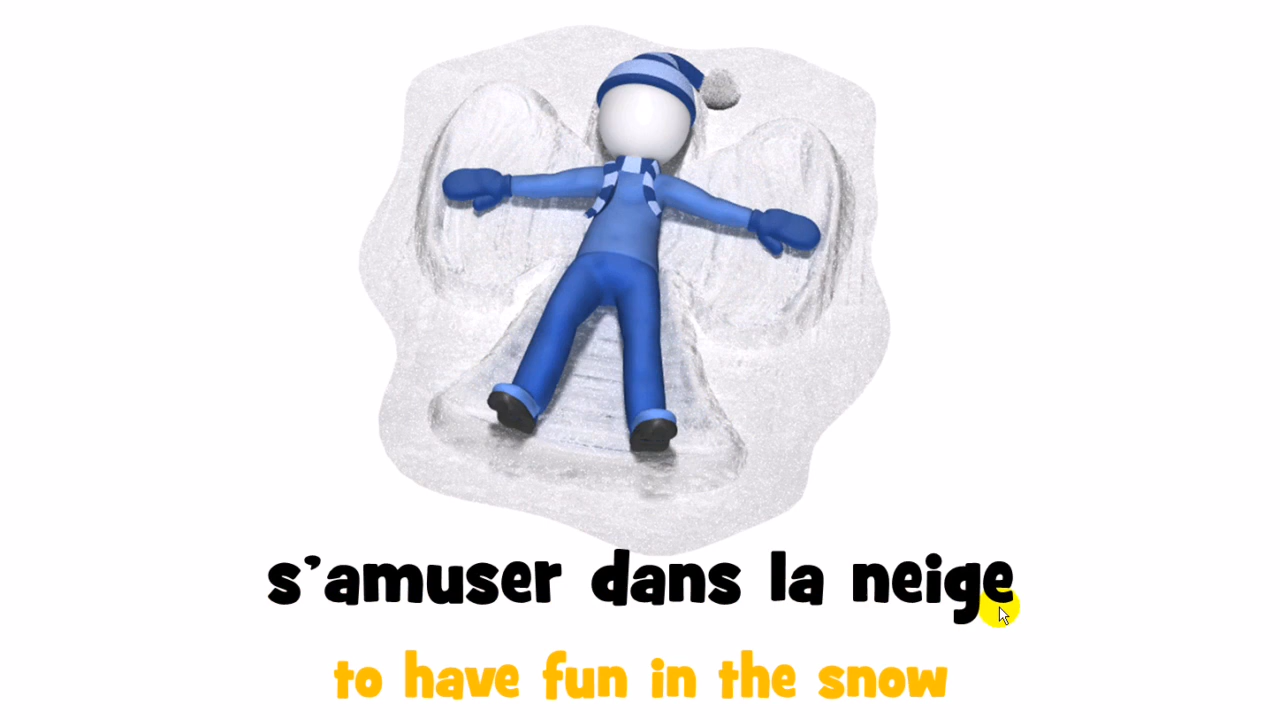 s'amuser dans la neige
to have fun in the snow